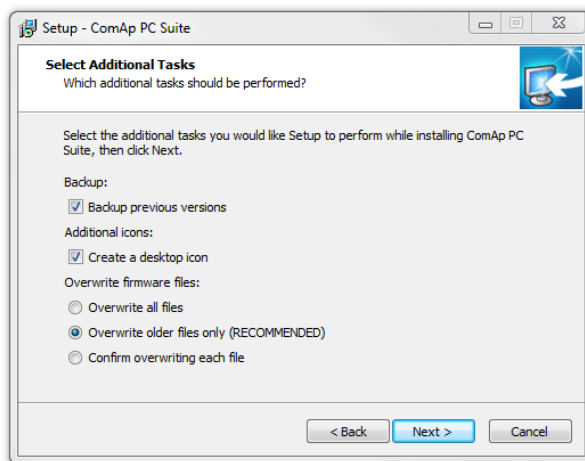 Setup - ComAp PC Suite
Select Additional Tasks
Which additional tasks should be performed?
Select the additional tasks you would like Setup to perform while installing ComAp PC
Suite, then click Next.
Backup:
Backup previous versions
Additional icons:
Create a desktop icon
Overwrite firmware files:
Overwrite all files
Overwrite older files only (RECOMMENDED)
Confirm overwriting each file
< Back Next > Cancel